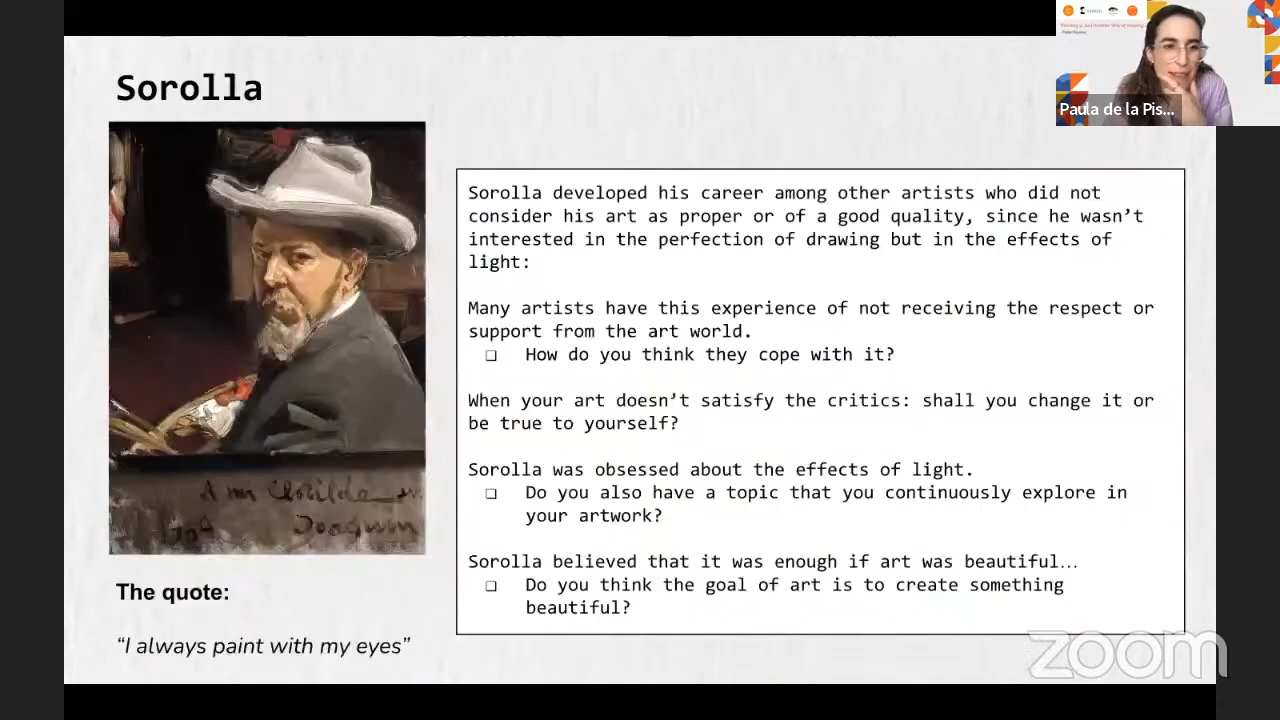 Sorolla
Paula de la Pis...
Sorolla developed his career among other artists who did not
consider his art as proper or of a good quality, since he wasn’t
interested in the perfection of drawing but in the effects of
light:
Many artists have this experience of not receiving the respect or
support from the art world.
❑ How do you think they cope with it?
When your art doesn’t satisfy the critics: shall you change it or
be true to yourself?
Sorolla was obsessed about the effects of light.
❑ Do you also have a topic that you continuously explore in
your artwork?
Sorolla believed that it was enough if art was beautiful…
❑ Do you think the goal of art is to create something
beautiful?
A mi Clotilde
Joaquin
The quote:
“I always paint with my eyes”
zoom